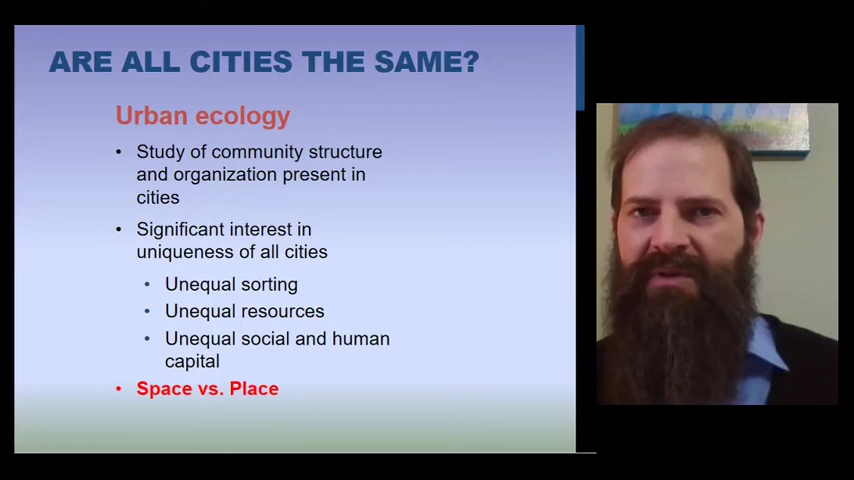 ARE ALL CITIES THE SAME?
Urban ecology
• Study of community structure
and organization present in
cities
• Significant interest in
uniqueness of all cities
• Unequal sorting
• Unequal resources
• Unequal social and human
capital
• Space vs. Place